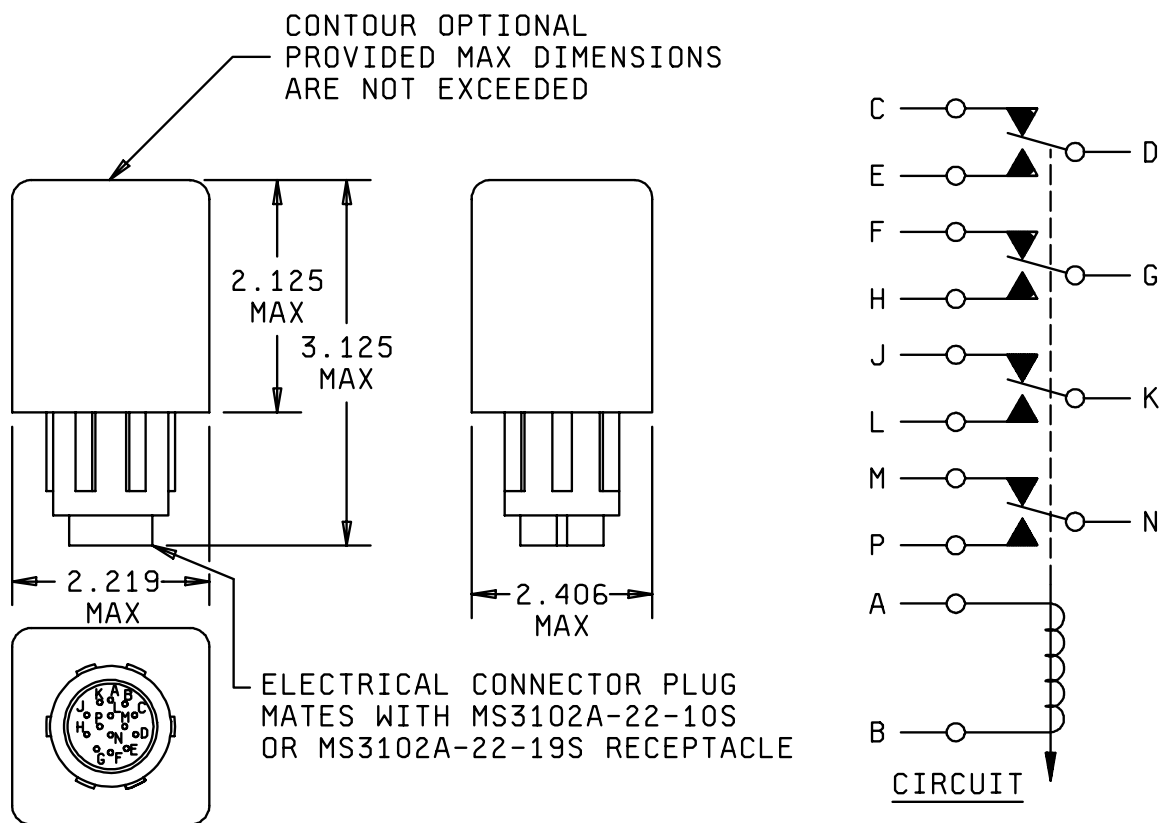 CONTOUR OPTIONAL
PROVIDED MAX DIMENSIONS
ARE NOT EXCEEDED
2.125
MAX
3.125
MAX
2.219
MAX
2.406
MAX
K A B
J L C
P M
H N D
G F E
ELECTRICAL CONNECTOR PLUG
MATES WITH MS3102A-22-10S
OR MS3102A-22-19S RECEPTACLE
C
D
E
F
G
H
J
K
L
M
N
P
A
B
CIRCUIT